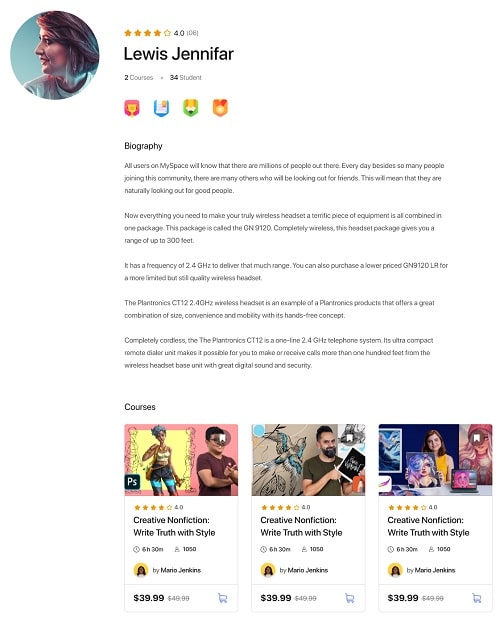 4.0 (06)
Lewis Jennifar
2 Courses • 34 Student
Biography
All users on MySpace will know that there are millions of people out there. Every day besides so many people
joining this community, there are many others who will be looking out for friends. This will mean that they are
naturally looking out for good people.
Now everything you need to make your truly wireless headset a terrific piece of equipment is all combined in
one package. This package is called the GN 9120. Completely wireless, this headset package gives you a
range of up to 300 feet.
It has a frequency of 2.4 GHz to deliver that much range. You can also purchase a lower priced GN9120 LR for
a more limited but still quality wireless headset.
The Plantronics CT12 2.4GHz wireless headset is an example of a Plantronics products that offers a great
combination of size, convenience and mobility with its hands-free concept.
Completely cordless, the The Plantronics CT12 is a one-line 2.4 GHz telephone system. Its ultra compact
remote dialer unit makes it possible for you to make or receive calls more than one hundred feet from the
wireless headset base unit with great digital sound and security.
Courses
Ps
4.0
Creative Nonfiction:
Write Truth with Style
6h 30m 1050
by Mario Jenkins
$39.99 $49.99
4.0
Creative Nonfiction:
Write Truth with Style
6h 30m 1050
by Mario Jenkins
$39.99 $49.99
4.0
Creative Nonfiction:
Write Truth with Style
6h 30m 1050
by Mario Jenkins
$39.99 $49.99